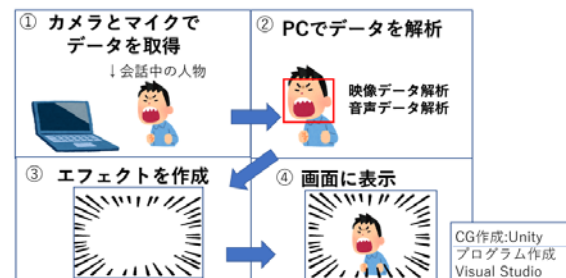 ① カメラとマイクで
データを取得
↓会話中の人物
② PCでデータを解析
映像データ解析
音声データ解析
③ エフェクトを作成
④ 画面に表示
CG作成:Unity
プログラム作成
Visual Studio